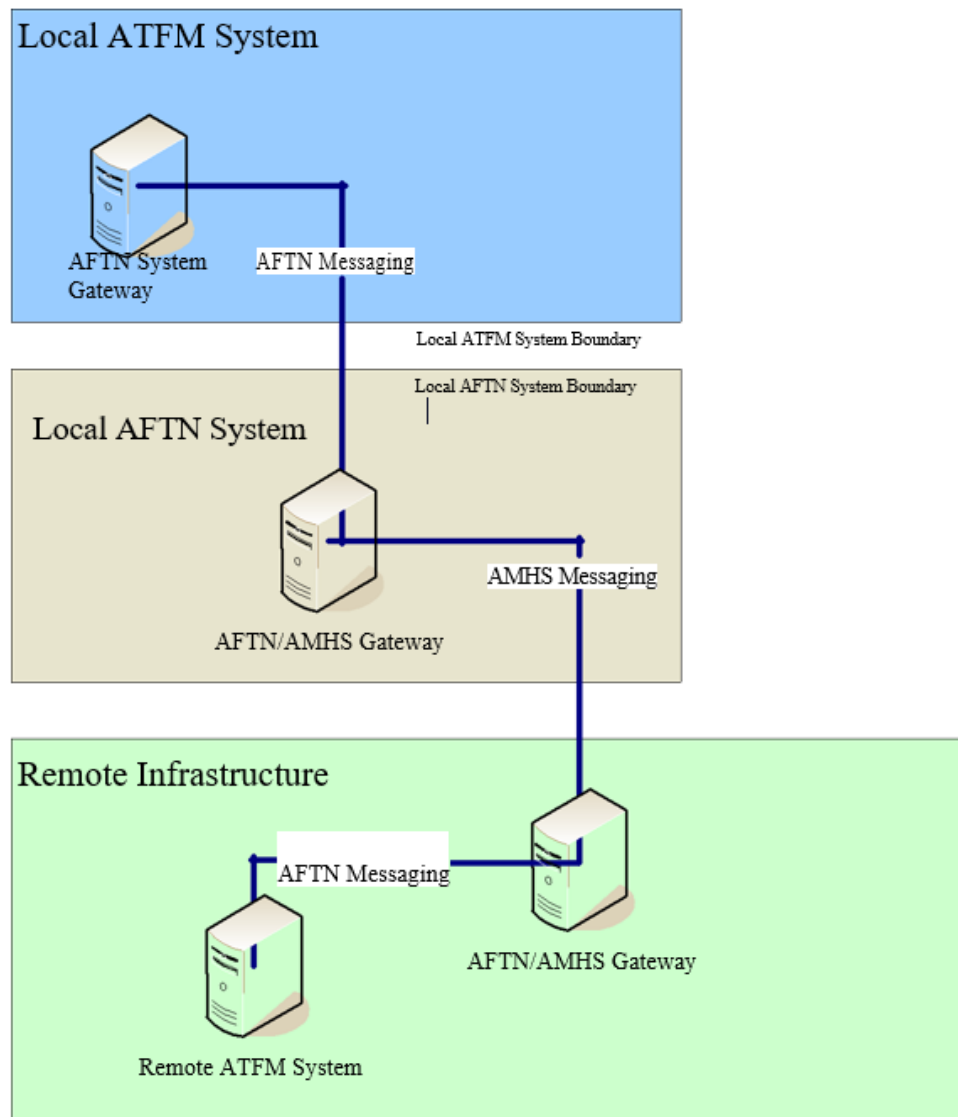 Local ATFM System
AFTN System
Gateway
AFTN Messaging
Local ATFM System Boundary
Local AFTN System Boundary
Local AFTN System
AMHS Messaging
AFTN/AMHS Gateway
Remote Infrastructure
AFTN Messaging
AFTN/AMHS Gateway
Remote ATFM System